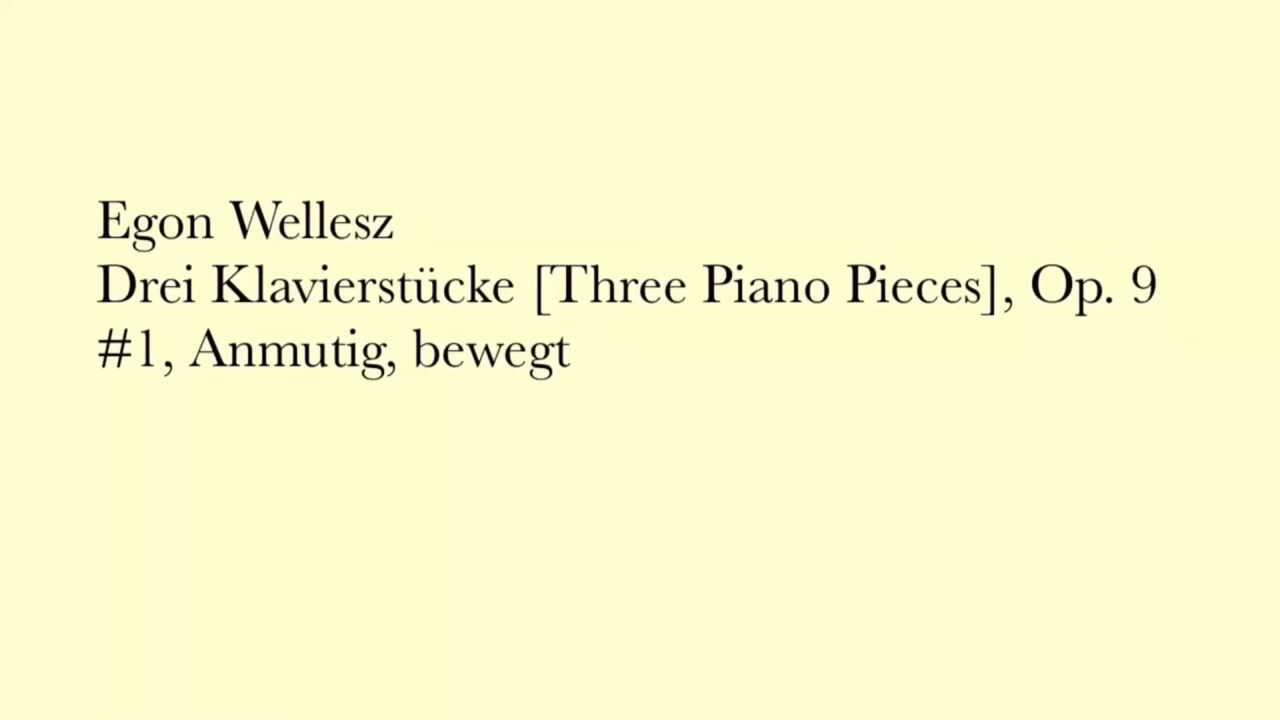 Egon Wellesz
Drei Klavierstücke [Three Piano Pieces], Op. 9
#1, Anmutig, bewegt